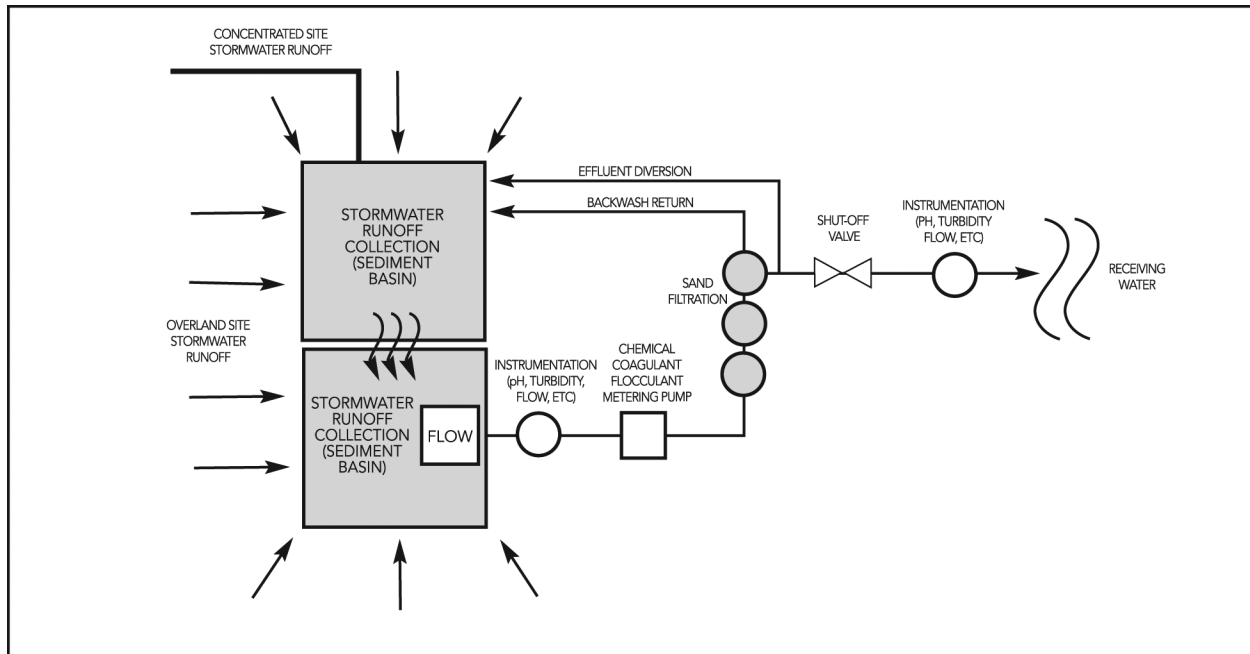 CONCENTRATED SITE
STORMWATER RUNOFF
EFFLUENT DIVERSION
BACKWASH RETURN
STORMWATER
RUNOFF
COLLECTION
(SEDIMENT
BASIN)
SHUT-OFF
VALVE
INSTRUMENTATION
(PH, TURBIDITY
FLOW, ETC)
RECEIVING
WATER
SAND
FILTRATION
OVERLAND SITE
STORMWATER
RUNOFF
STORMWATER
RUNOFF
COLLECTION
(SEDIMENT
BASIN)
FLOW
INSTRUMENTATION
(pH, TURBIDITY,
FLOW, ETC)
CHEMICAL
COAGULANT
FLOCCULANT
METERING PUMP